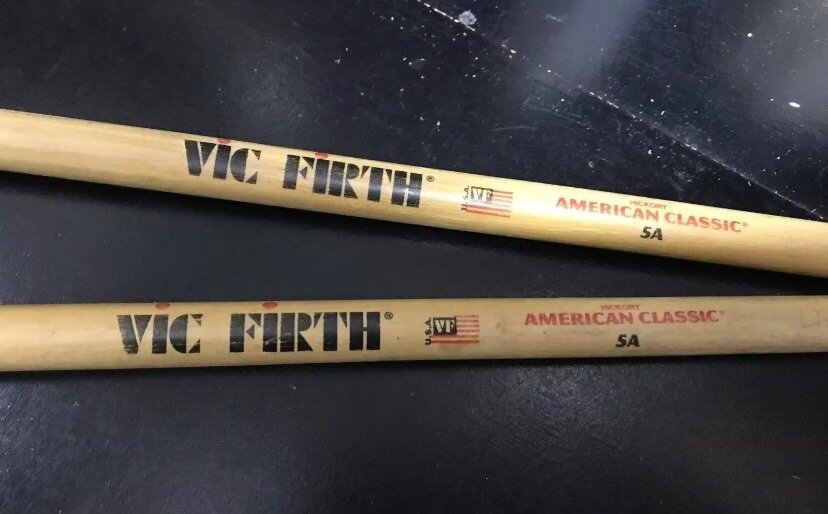 ViC FiRTH®
U.S.A. VF
HICKORY
AMERICAN CLASSIC®
5A
ViC FiRTH®
U.S.A. VF
HICKORY
AMERICAN CLASSIC®
5A